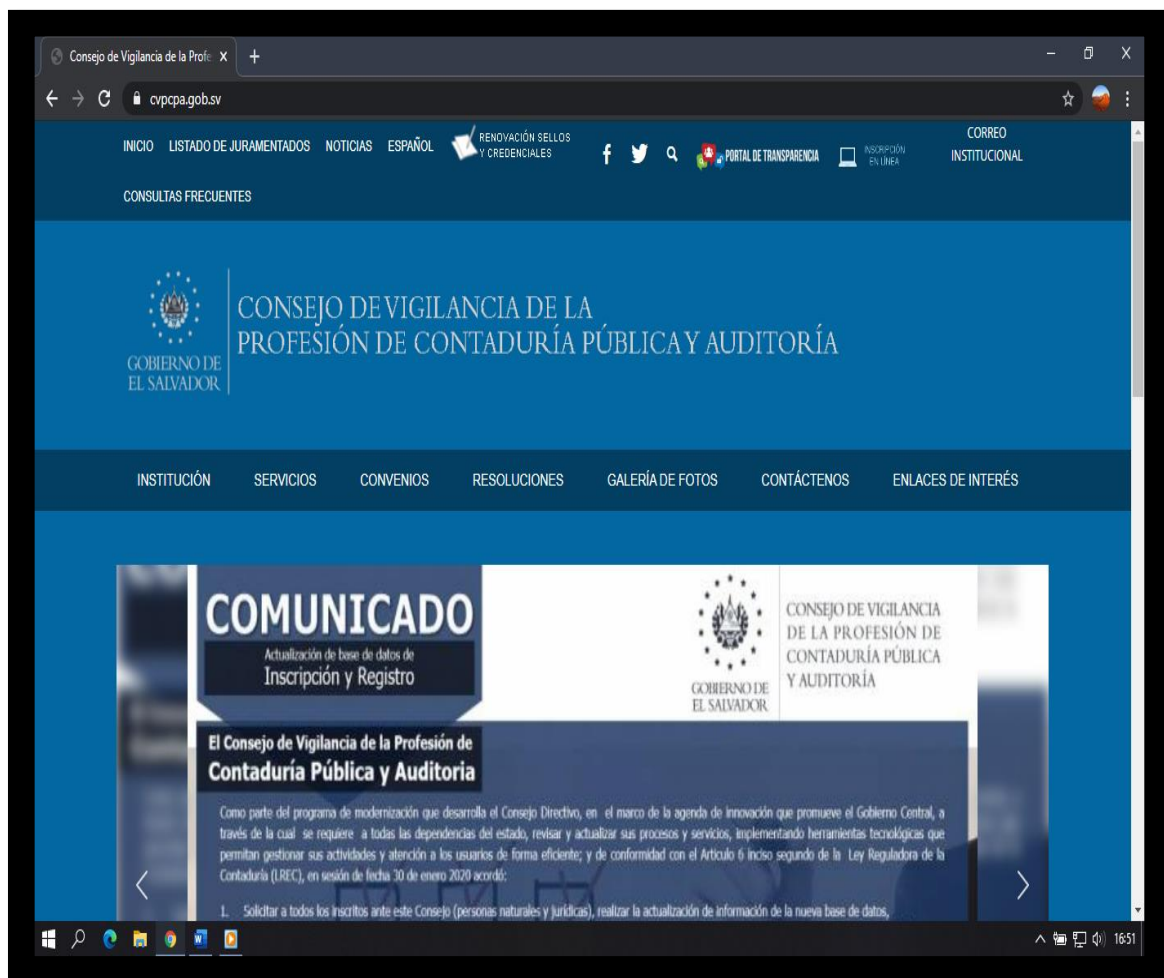 Consejo de Vigilancia de la Profe
cvpcpa.gob.sv
INICIO LISTADO DE JURAMENTADOS NOTICIAS ESPAÑOL RENOVACIÓN SELLOS Y CREDENCIALES PORTAL DE TRANSPARENCIA INSCRIPCIÓN EN LÍNEA CORREO INSTITUCIONAL
CONSULTAS FRECUENTES
GOBIERNO DE
EL SALVADOR
CONSEJO DE VIGILANCIA DE LA
PROFESIÓN DE CONTADURÍA PÚBLICA Y AUDITORÍA
INSTITUCIÓN SERVICIOS CONVENIOS RESOLUCIONES GALERÍA DE FOTOS CONTÁCTENOS ENLACES DE INTERÉS
COMUNICADO
Actualización de base de datos de
Inscripción y Registro
GOBIERNO DE
EL SALVADOR
CONSEJO DE VIGILANCIA
DE LA PROFESIÓN DE
CONTADURÍA PÚBLICA
Y AUDITORÍA
El Consejo de Vigilancia de la Profesión de
Contaduría Pública y Auditoria
Como parte del programa de modernización que desarrolla el Consejo Directivo, en el marco de la agenda de innovación que promueve el Gobierno Central, a
través de la cual se requiere a todas las dependencias del estado, revisar y actualizar sus procesos y servicios, implementando herramientas tecnológicas que
permitan gestionar sus actividades y atención a los usuarios de forma eficiente; y de conformidad con el Articulo 6 inciso segundo de la Ley Reguladora de la
Contaduría (LREC), en sesión de fecha 30 de enero 2020 acordó:
1. Solicitar a todos los inscritos ante este Consejo (personas naturales y jurídicas), realizar la actualización de información de la nueva base de datos,
16:51